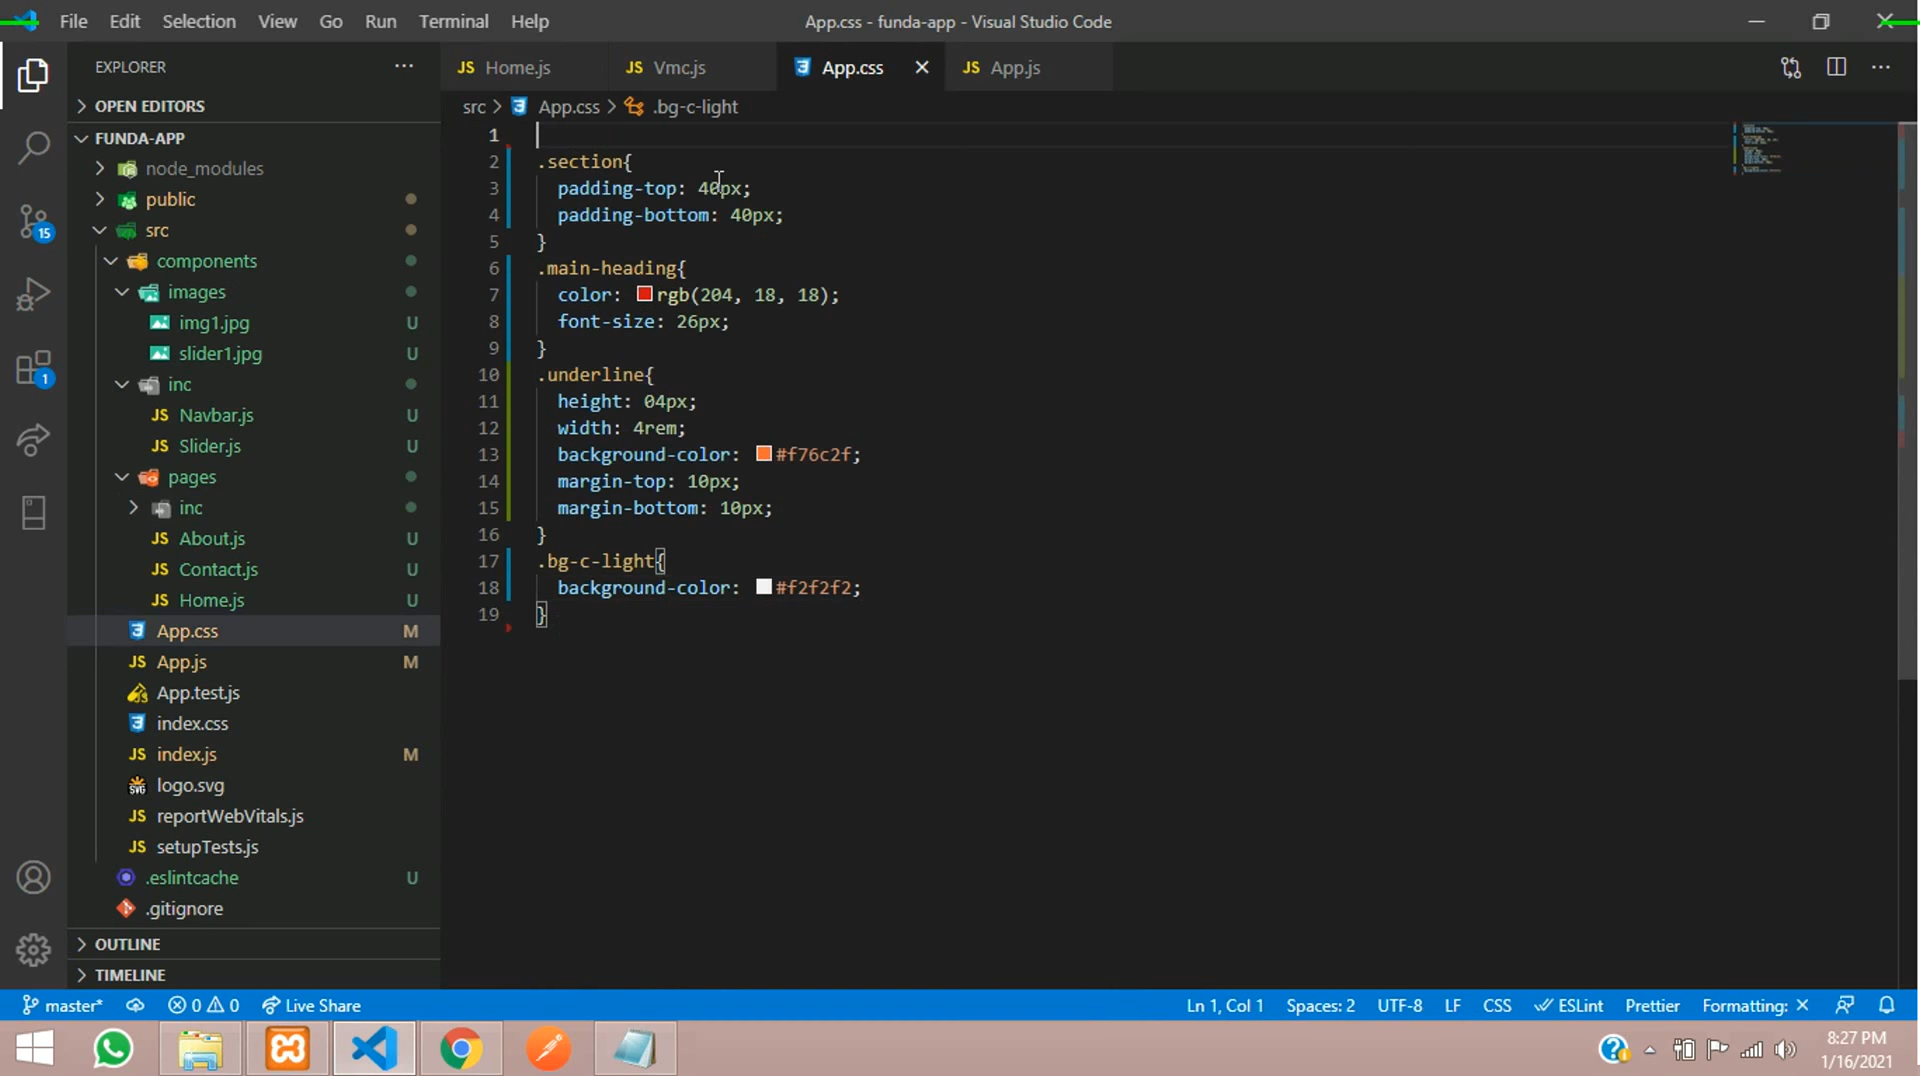 File Edit Selection View Go Run Terminal Help App.css - funda-app - Visual Studio Code
EXPLORER
JS Home.js JS Vmc.js App.css JS App.js
OPEN EDITORS
src > App.css > .bg-c-light
FUNDA-APP
node_modules
public
src
components
images
img1.jpg U
slider1.jpg U
inc
JS Navbar.js U
JS Slider.js U
pages
inc
JS About.js U
JS Contact.js U
JS Home.js U
App.css M
JS App.js M
App.test.js
index.css
JS index.js M
logo.svg
JS reportWebVitals.js
JS setupTests.js
.eslintcache U
.gitignore
OUTLINE
TIMELINE
15
1
1
2 .section{
3 padding-top: 40px;
4 padding-bottom: 40px;
5 }
6 .main-heading{
7 color: rgb(204, 18, 18);
8 font-size: 26px;
9 }
10 .underline{
11 height: 04px;
12 width: 4rem;
13 background-color: #f76c2f;
14 margin-top: 10px;
15 margin-bottom: 10px;
16 }
17 .bg-c-light{
18 background-color: #f2f2f2;
19 }
master* 0 0 Live Share Ln 1, Col 1 Spaces: 2 UTF-8 LF CSS ESLint Prettier Formatting: ×
8:27 PM
1/16/2021